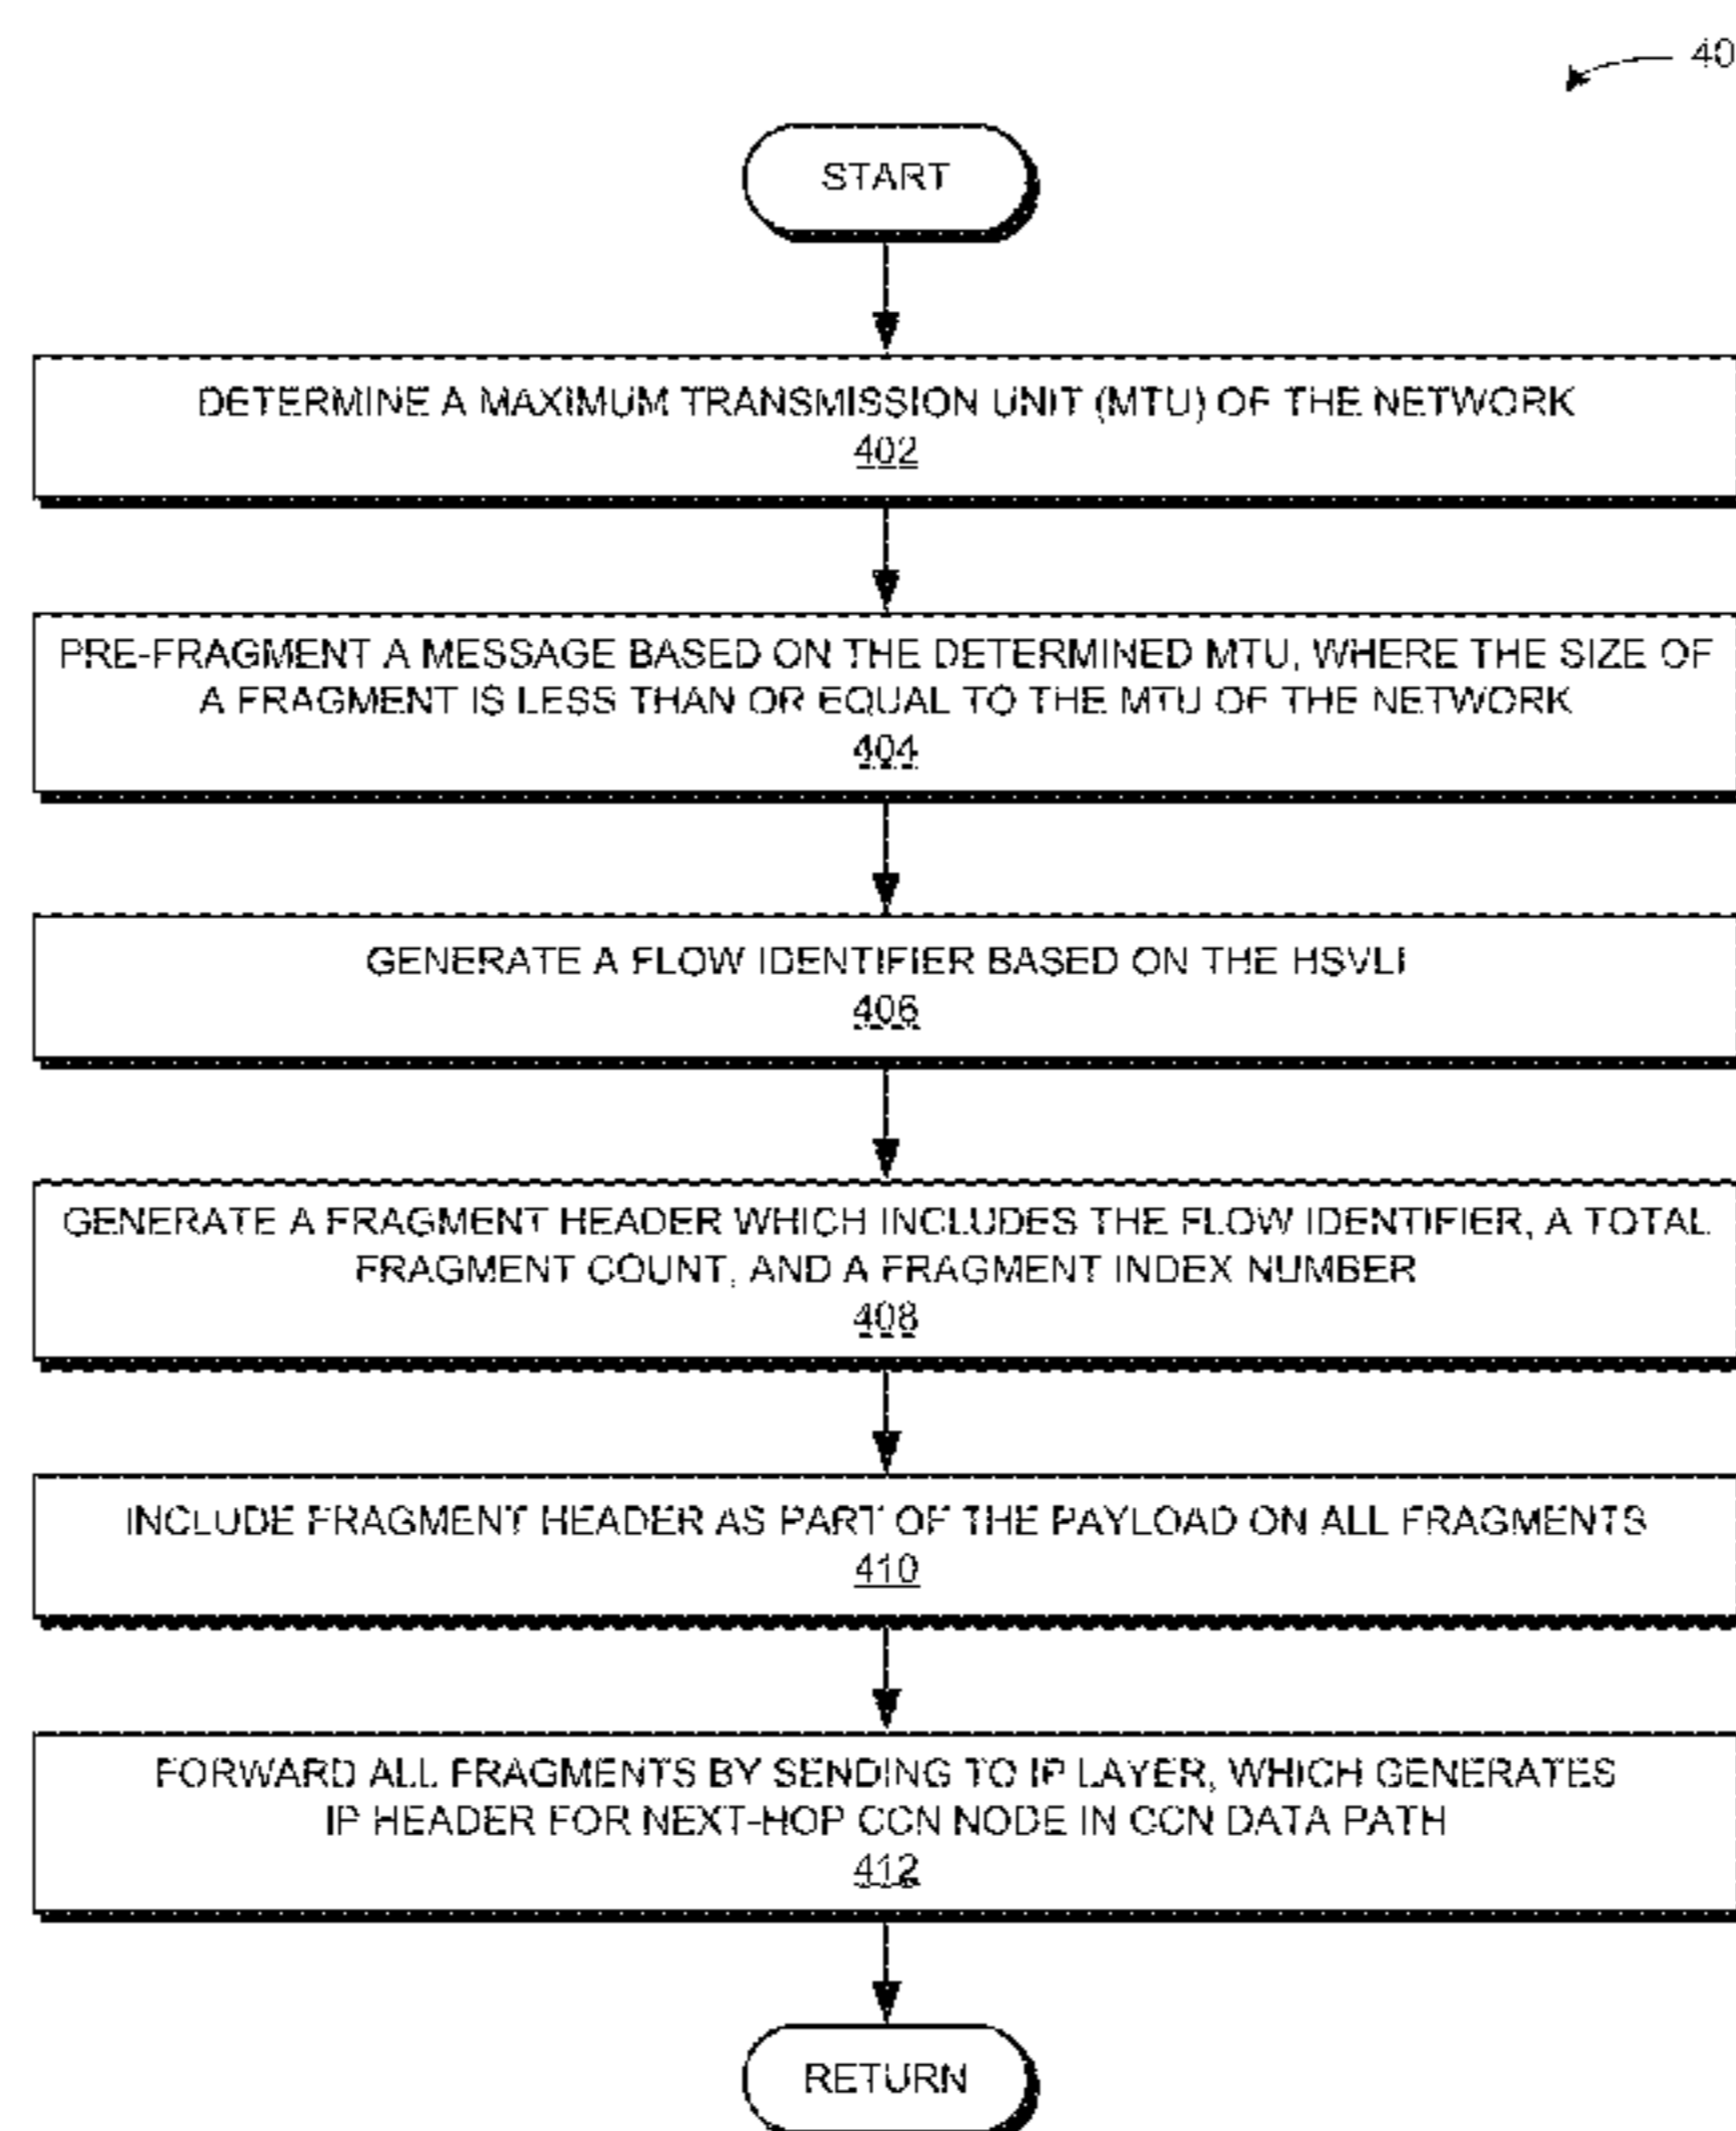 40
START
DETERMINE A MAXIMUM TRANSMISSION UNIT (MTU) OF THE NETWORK
402
PRE-FRAGMENT A MESSAGE BASED ON THE DETERMINED MTU, WHERE THE SIZE OF
A FRAGMENT IS LESS THAN OR EQUAL TO THE MTU OF THE NETWORK
404
GENERATE A FLOW IDENTIFIER BASED ON THE HSVLI
406
GENERATE A FRAGMENT HEADER WHICH INCLUDES THE FLOW IDENTIFIER, A TOTAL
FRAGMENT COUNT, AND A FRAGMENT INDEX NUMBER
408
INCLUDE FRAGMENT HEADER AS PART OF THE PAYLOAD ON ALL FRAGMENTS
410
FORWARD ALL FRAGMENTS BY SENDING TO IP LAYER, WHICH GENERATES
IP HEADER FOR NEXT-HOP CCN NODE IN CCN DATA PATH
412
RETURN